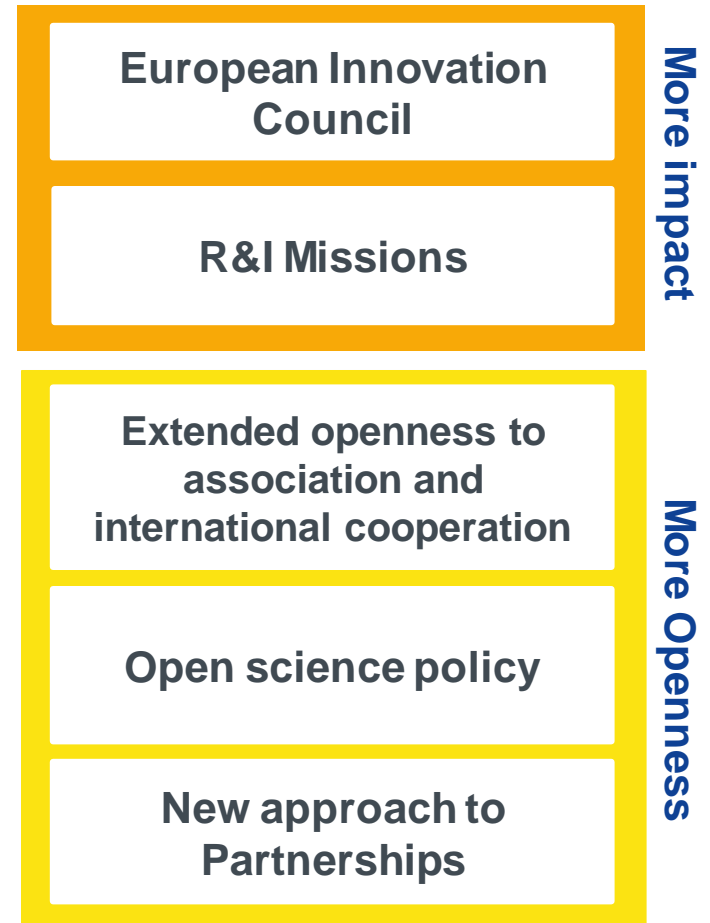 European Innovation
Council
R&I Missions
More impact
Extended openness to
association and
international cooperation
Open science policy
New approach to
Partnerships
More Openness